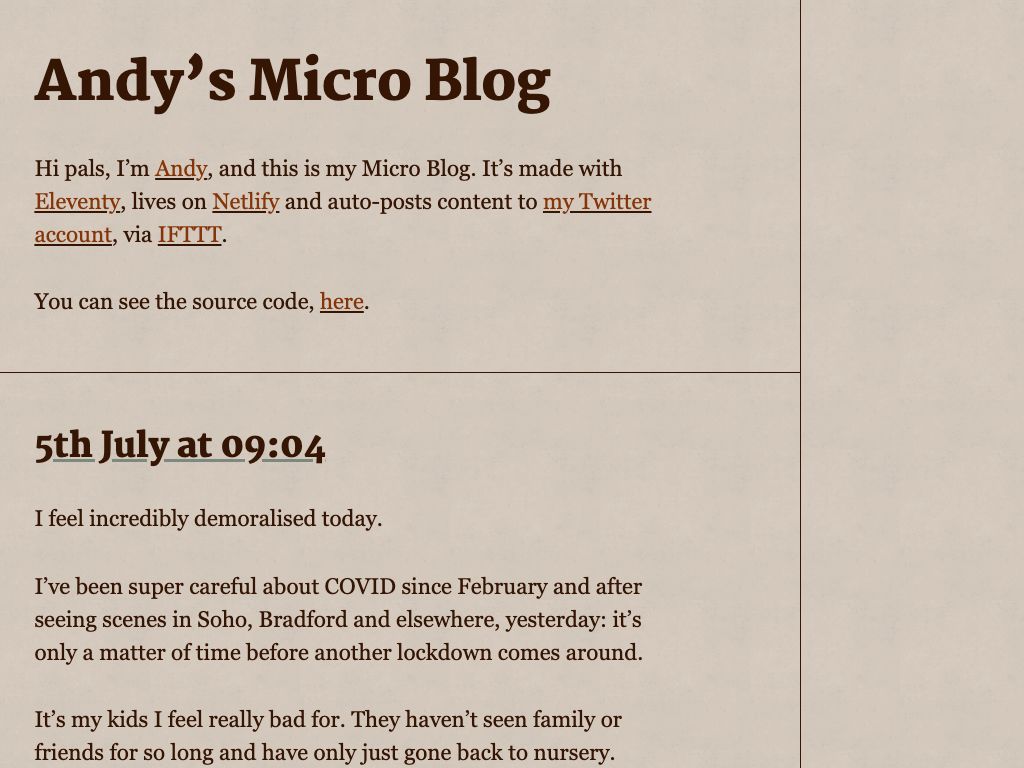 Andy’s Micro Blog
Hi pals, I’m Andy, and this is my Micro Blog. It’s made with
Eleventy, lives on Netlify and auto-posts content to my Twitter
account, via IFTTT.
You can see the source code, here.
5th July at 09:04
I feel incredibly demoralised today.
I’ve been super careful about COVID since February and after
seeing scenes in Soho, Bradford and elsewhere, yesterday: it’s
only a matter of time before another lockdown comes around.
It’s my kids I feel really bad for. They haven’t seen family or
friends for so long and have only just gone back to nursery.